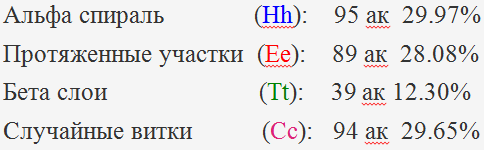 Альфа спираль (Hh): 95 ак 29.97%
Протяженные участки (Ee): 89 ак 28.08%
Бета слои (Tt): 39 ак 12.30%
Случайные витки (Cc): 94 ак 29.65%